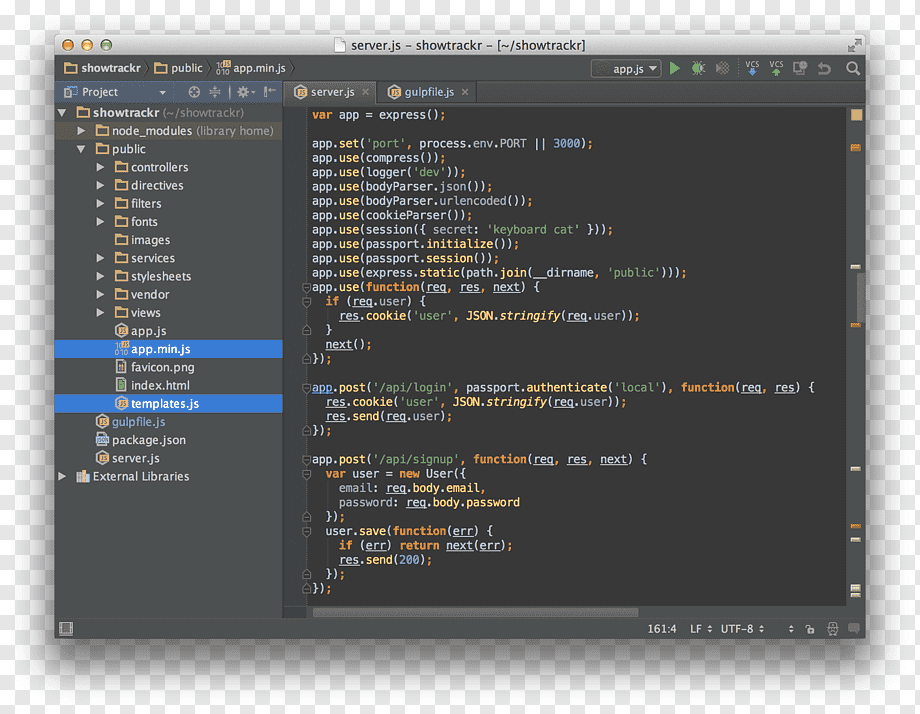 server.js - showtrackr - [~/showtrackr]
showtrackr public app.min.js app.js VCS VCS
Project server.js gulpfile.js
showtrackr (~/showtrackr)
node_modules (library home)
public
controllers
directives
filters
fonts
images
services
stylesheets
vendor
views
app.js
app.min.js
favicon.png
index.html
templates.js
gulpfile.js
package.json
server.js
External Libraries
var app = express();
app.set('port', process.env.PORT || 3000);
app.use(compress());
app.use(logger('dev'));
app.use(bodyParser.json());
app.use(bodyParser.urlencoded());
app.use(cookieParser());
app.use(session({ secret: 'keyboard cat' }));
app.use(passport.initialize());
app.use(passport.session());
app.use(express.static(path.join(__dirname, 'public')));
app.use(function(req, res, next) {
  if (req.user) {
    res.cookie('user', JSON.stringify(req.user));
  }
  next();
});
app.post('/api/login', passport.authenticate('local'), function(req, res) {
  res.cookie('user', JSON.stringify(req.user));
  res.send(req.user);
});
app.post('/api/signup', function(req, res, next) {
  var user = new User({
    email: req.body.email,
    password: req.body.password
  });
  user.save(function(err) {
    if (err) return next(err);
    res.send(200);
  });
});
161:4 LF UTF-8